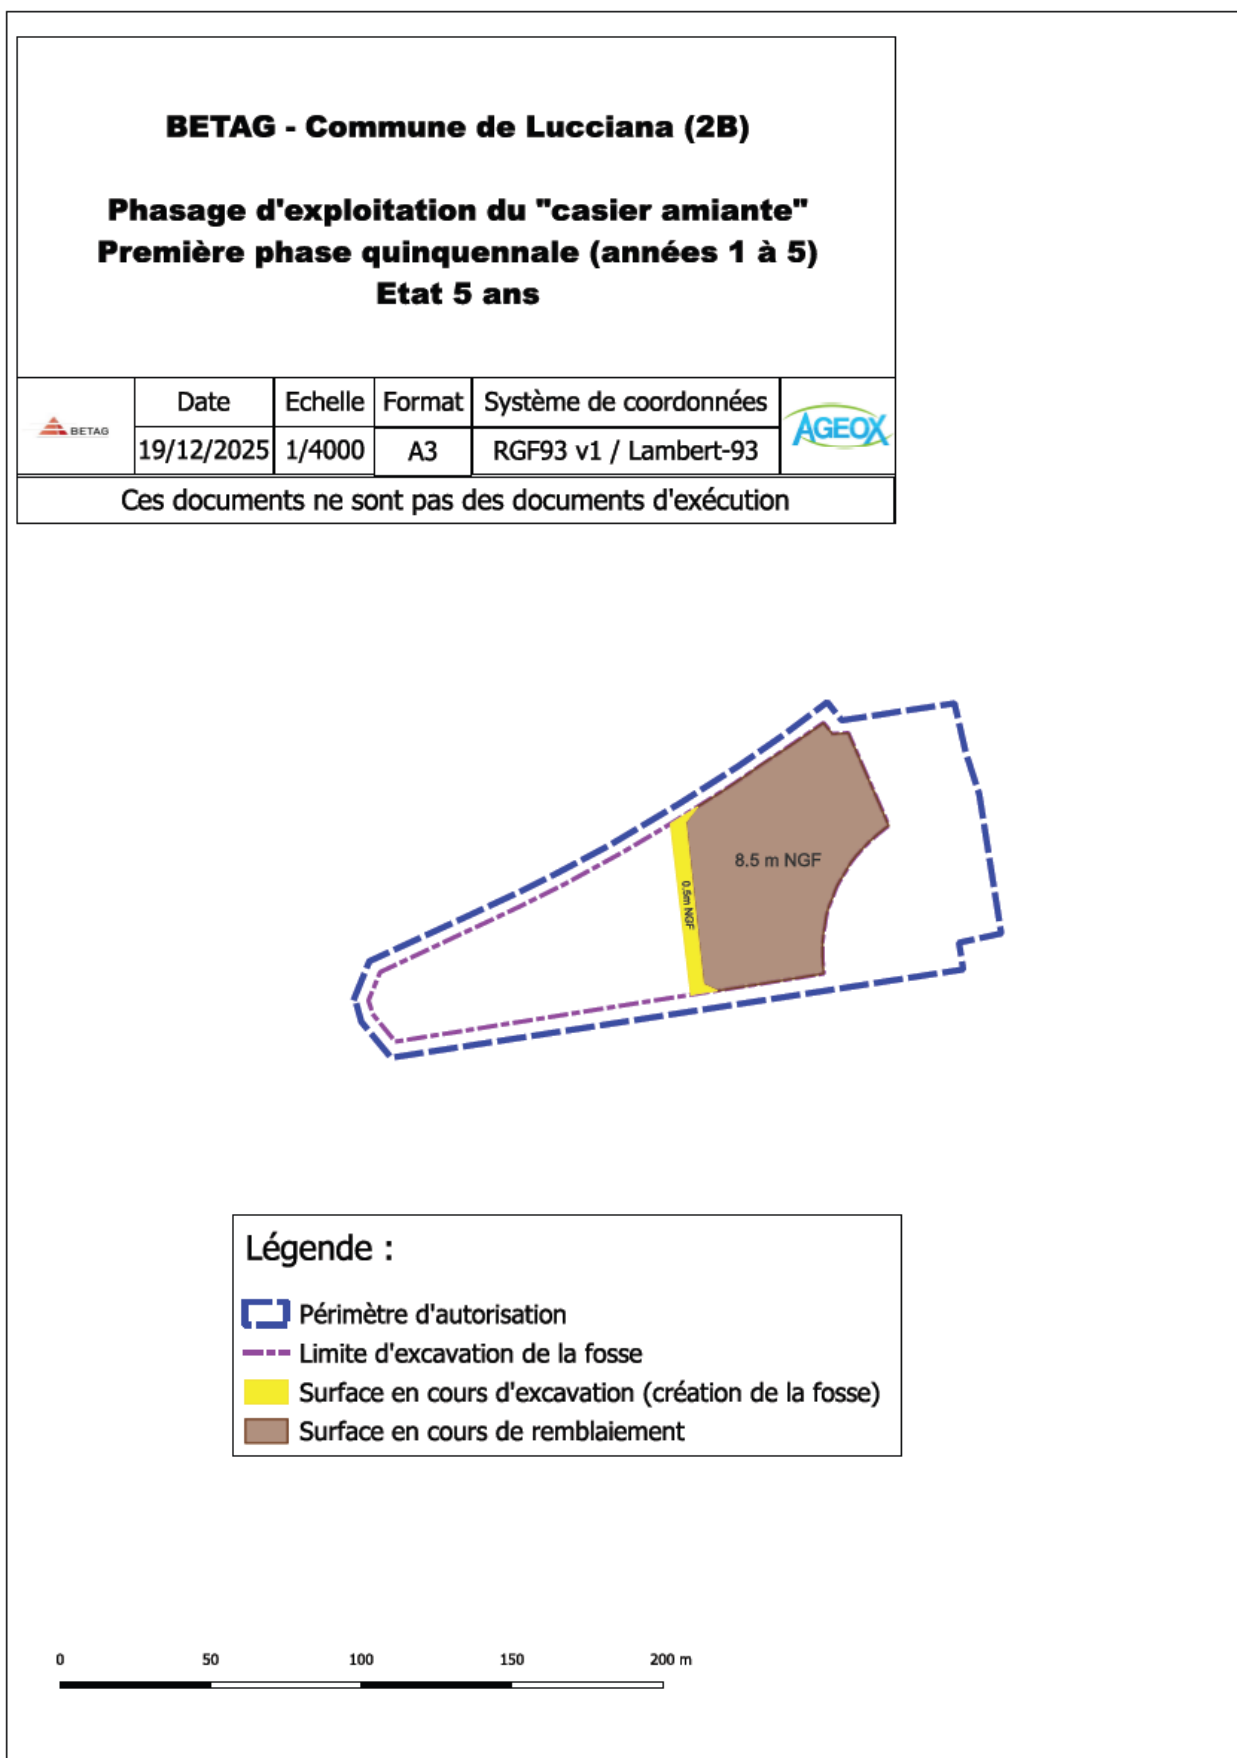 BETAG - Commune de Lucciana (2B)
Phasage d'exploitation du "casier amiante"
Première phase quinquennale (années 1 à 5)
Etat 5 ans
BETAG
Date Echelle Format Système de coordonnées
AGEOX
19/12/2025 1/4000 A3 RGF93 v1 / Lambert-93
Ces documents ne sont pas des documents d'exécution
8.5 m NGF
0.5m NGF
Légende :
Périmètre d'autorisation
Limite d'excavation de la fosse
Surface en cours d'excavation (création de la fosse)
Surface en cours de remblaiement
0 50 100 150 200 m